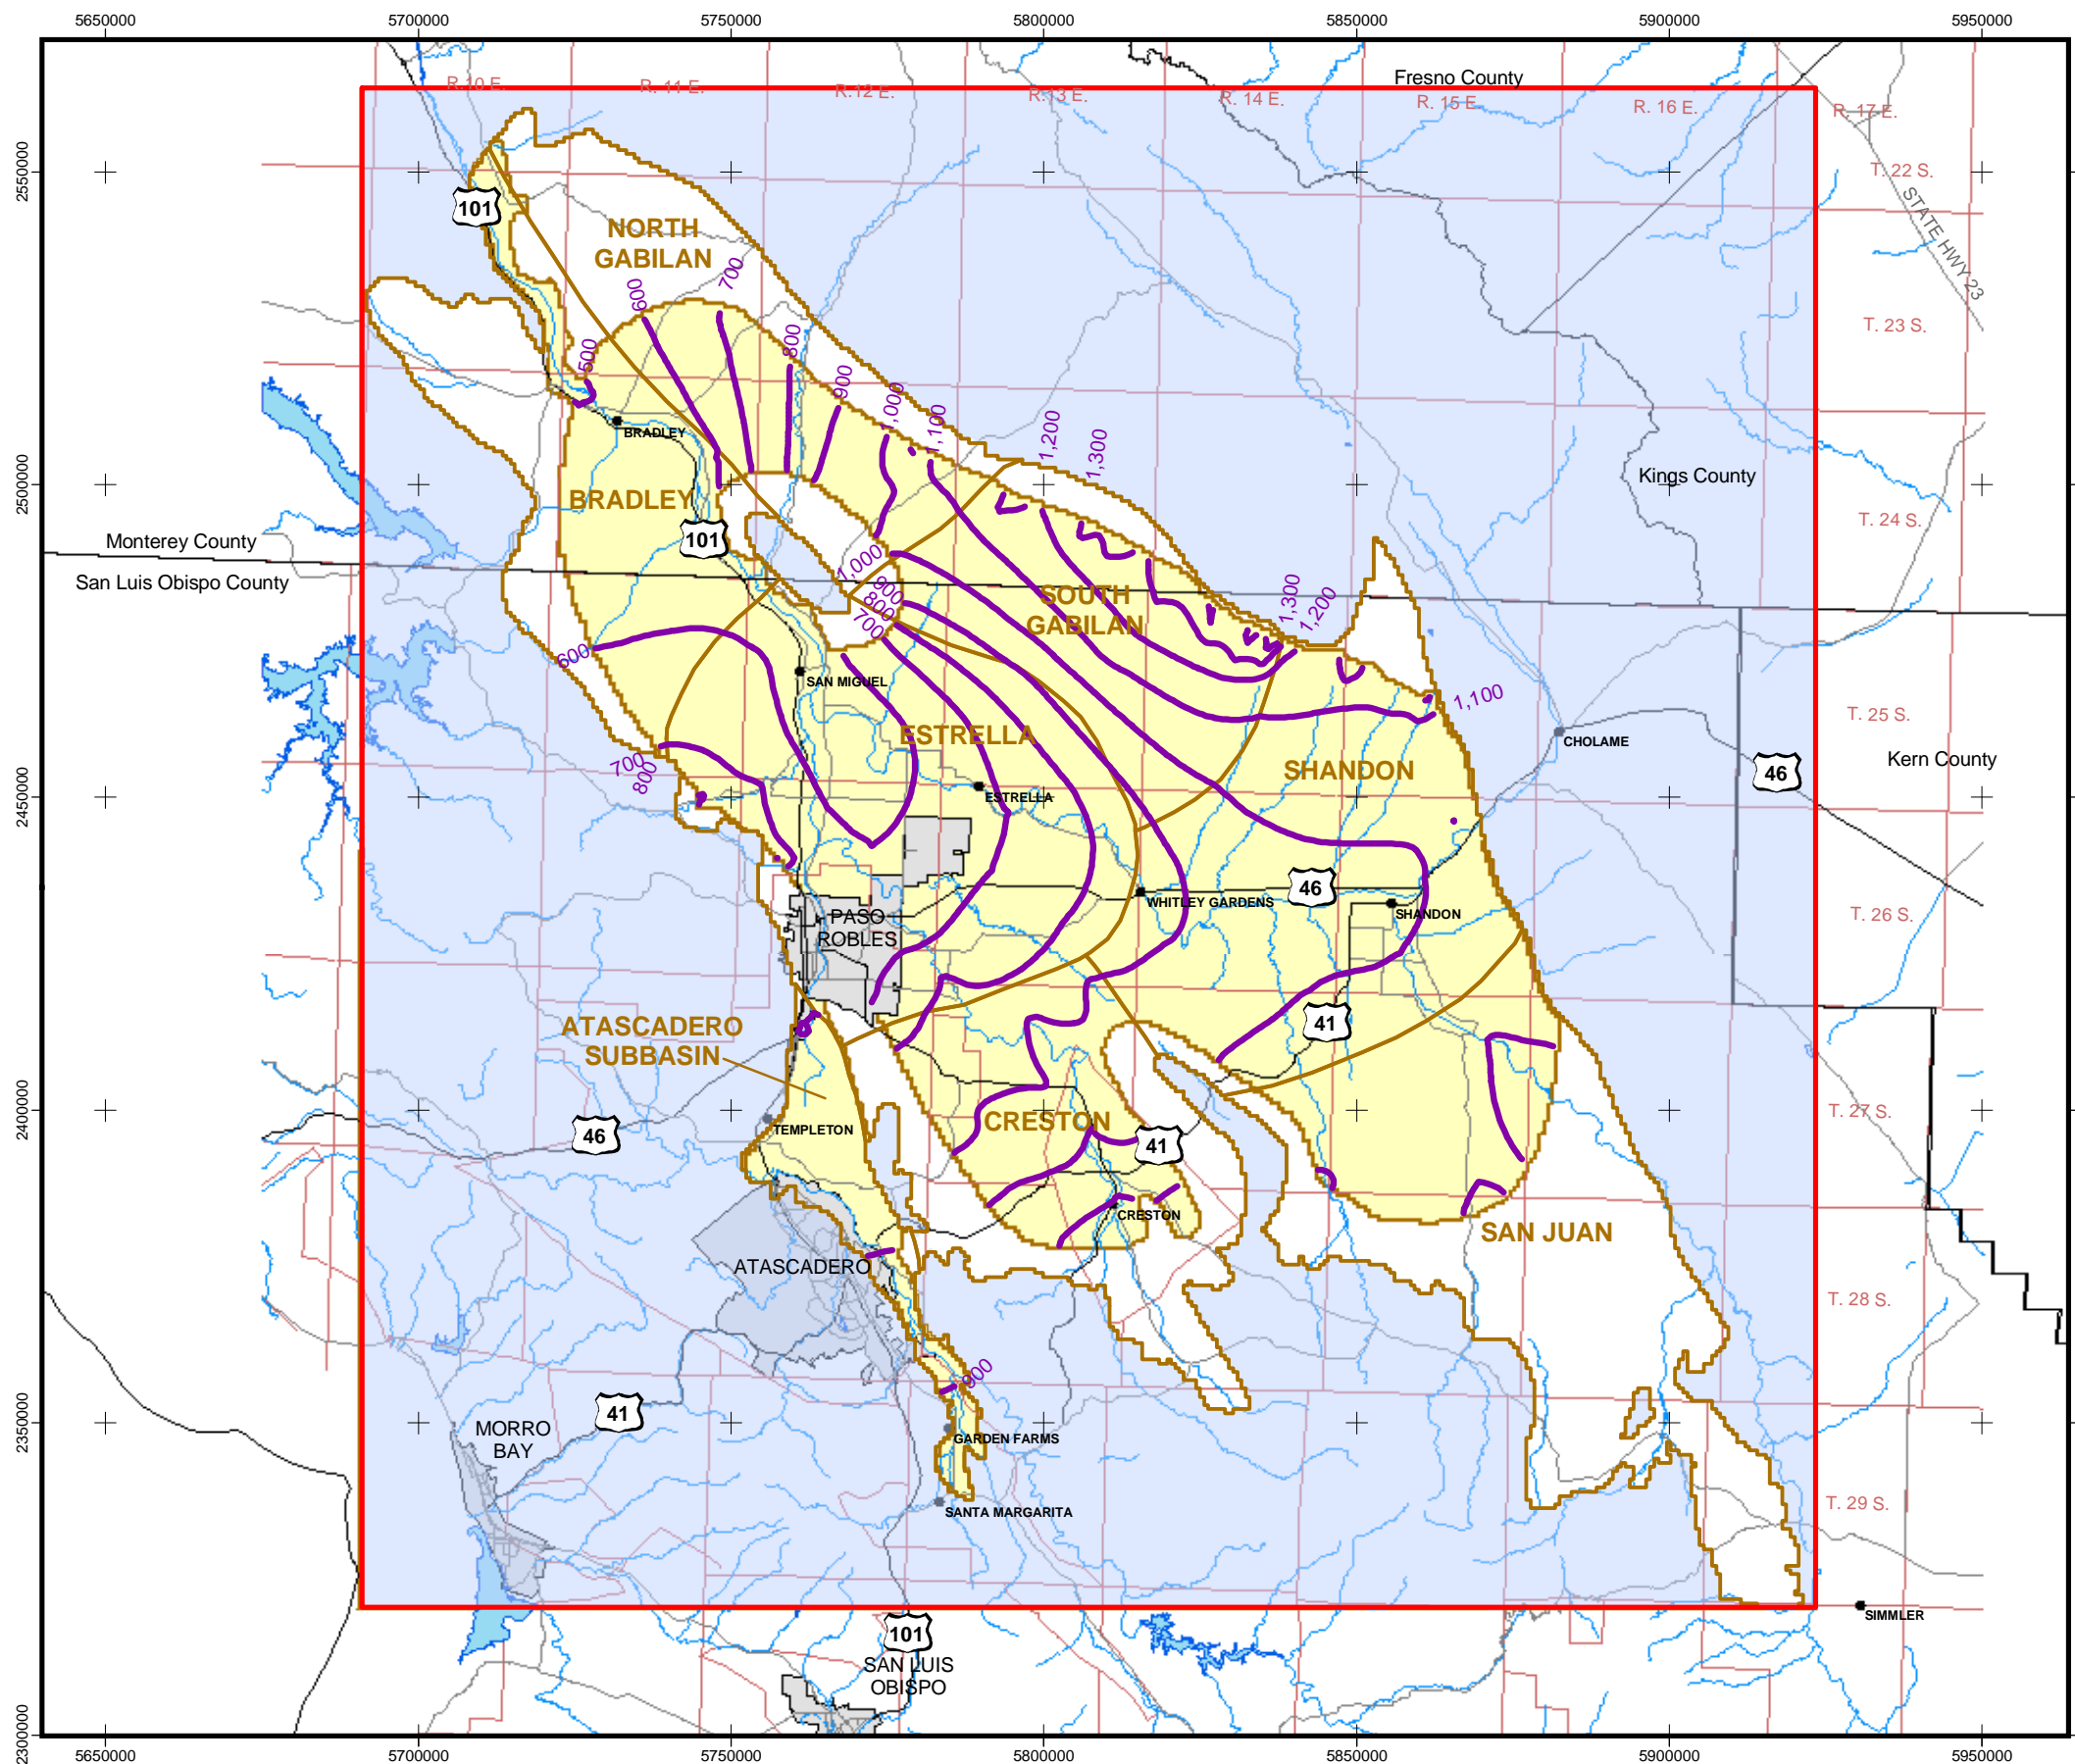 5650000
5700000
5750000
5800000
5850000
5900000
5950000
Fresno County
R. 10 E.
R. 11 E.
R. 12 E.
R. 13 E.
R. 14 E.
R. 15 E.
R. 16 E.
R. 17 E.
2550000
T. 22 S.
STATE HWY 23
101
NORTH
GABILAN
600
700
T. 23 S.
500
800
900
1,000
1,100
1,200
1,300
BRADLEY
Kings County
BRADLEY
2500000
T. 24 S.
101
Monterey County
San Luis Obispo County
1,000
900
800
700
SOUTH
GABILAN
1,300
1,200
600
SAN MIGUEL
1,100
T. 25 S.
ESTRELLA
CHOLAME
700
800
SHANDON
46
Kern County
2450000
ESTRELLA
46
WHITLEY GARDENS
SHANDON
PASO
ROBLES
T. 26 S.
ATASCADERO
SUBBASIN
41
2400000
CRESTON
T. 27 S.
TEMPLETON
46
41
CRESTON
SAN JUAN
ATASCADERO
T. 28 S.
900
41
2350000
MORRO
BAY
GARDEN FARMS
T. 29 S.
SANTA MARGARITA
SIMMLER
101
SAN LUIS
OBISPO
2300000
5650000
5700000
5750000
5800000
5850000
5900000
5950000